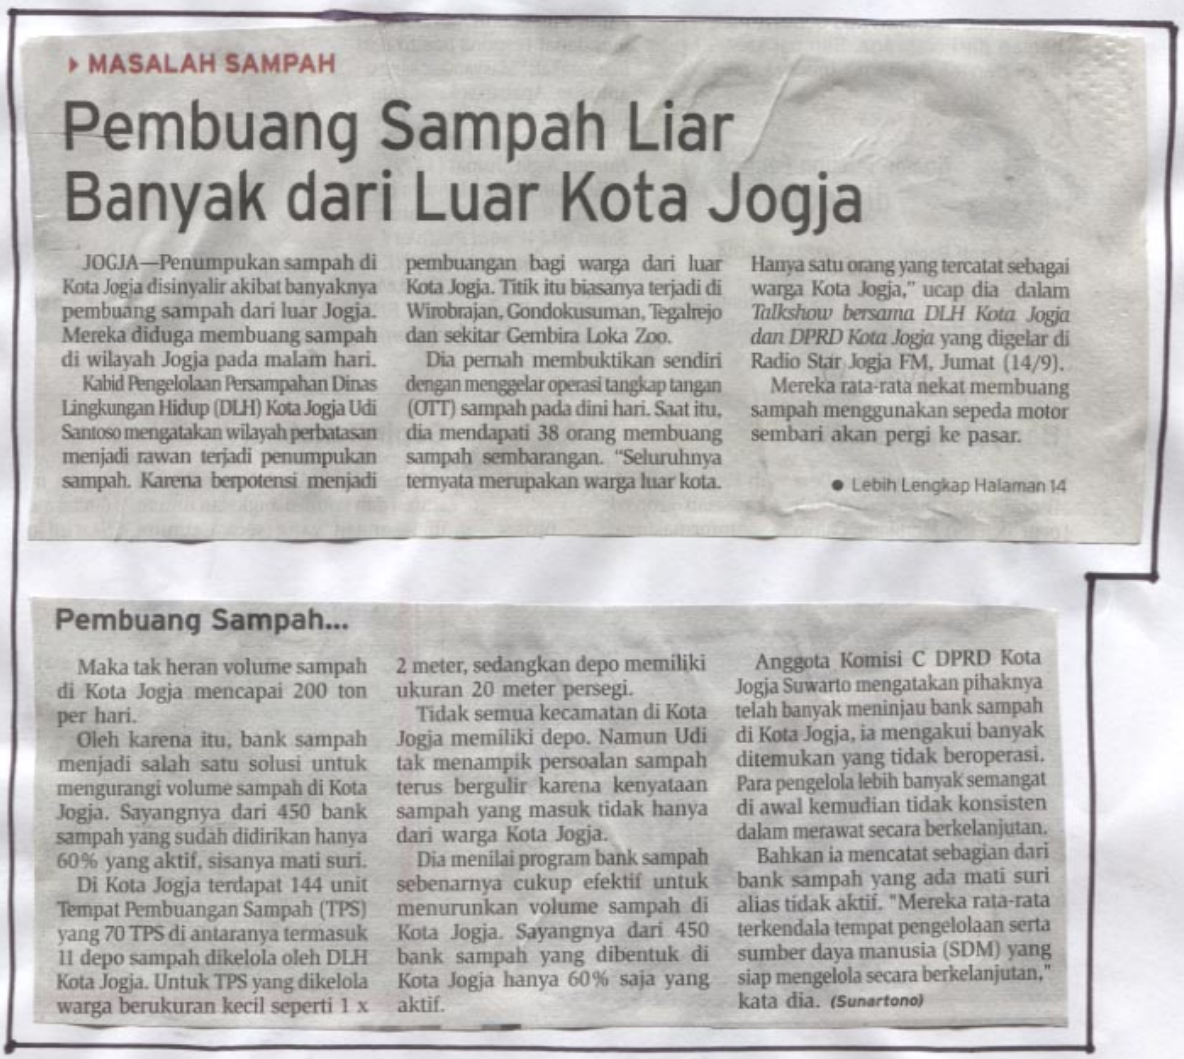 MASALAH SAMPAH
Pembuang Sampah Liar
Banyak dari Luar Kota Jogja
JOGJA—Penumpukan sampah di
Kota Jogja disinyalir akibat banyaknya
pembuang sampah dari luar Jogja.
Mereka diduga membuang sampah
di wilayah Jogja pada malam hari.
Kabid Pengelolaan Persampahan Dinas
Lingkungan Hidup (DLH) Kota Jogja Udi
Santoso mengatakan wilayah perbatasan
menjadi rawan terjadi penumpukan
sampah. Karena berpotensi menjadi
pembuangan bagi warga dari luar
Kota Jogja. Titik itu biasanya terjadi di
Wirobrajan, Gondokusuman, Tegalrejo
dan sekitar Gembira Loka Zoo.
Dia pernah membuktikan sendiri
dengan menggelar operasi tangkap tangan
(OTT) sampah pada dini hari. Saat itu,
dia mendapati 38 orang membuang
sampah sembarangan. “Seluruhnya
ternyata merupakan warga luar kota.
Hanya satu orang yang tercatat sebagai
warga Kota Jogja,” ucap dia dalam
Talkshow bersama DLH Kota Jogja
dan DPRD Kota Jogja yang digelar di
Radio Star Jogja FM, Jumat (14/9).
Mereka rata-rata nekat membuang
sampah menggunakan sepeda motor
sembari akan pergi ke pasar.
● Lebih Lengkap Halaman 14
Pembuang Sampah...
Maka tak heran volume sampah
di Kota Jogja mencapai 200 ton
per hari.
Oleh karena itu, bank sampah
menjadi salah satu solusi untuk
mengurangi volume sampah di Kota
Jogja. Sayangnya dari 450 bank
sampah yang sudah didirikan hanya
60% yang aktif, sisanya mati suri.
Di Kota Jogja terdapat 144 unit
Tempat Pembuangan Sampah (TPS)
yang 70 TPS di antaranya termasuk
11 depo sampah dikelola oleh DLH
Kota Jogja. Untuk TPS yang dikelola
warga berukuran kecil seperti 1 x
2 meter, sedangkan depo memiliki
ukuran 20 meter persegi.
Tidak semua kecamatan di Kota
Jogja memiliki depo. Namun Udi
tak menampik persoalan sampah
terus bergulir karena kenyataan
sampah yang masuk tidak hanya
dari warga Kota Jogja.
Dia menilai program bank sampah
sebenarnya cukup efektif untuk
menurunkan volume sampah di
Kota Jogja. Sayangnya dari 450
bank sampah yang dibentuk di
Kota Jogja hanya 60% saja yang
aktif.
Anggota Komisi C DPRD Kota
Jogja Suwarto mengatakan pihaknya
telah banyak meninjau bank sampah
di Kota Jogja, ia mengakui banyak
ditemukan yang tidak beroperasi.
Para pengelola lebih banyak semangat
di awal kemudian tidak konsisten
dalam merawat secara berkelanjutan.
Bahkan ia mencatat sebagian dari
bank sampah yang ada mati suri
alias tidak aktif. "Mereka rata-rata
terkendala tempat pengelolaan serta
sumber daya manusia (SDM) yang
siap mengelola secara berkelanjutan,"
kata dia. (Sunartono)